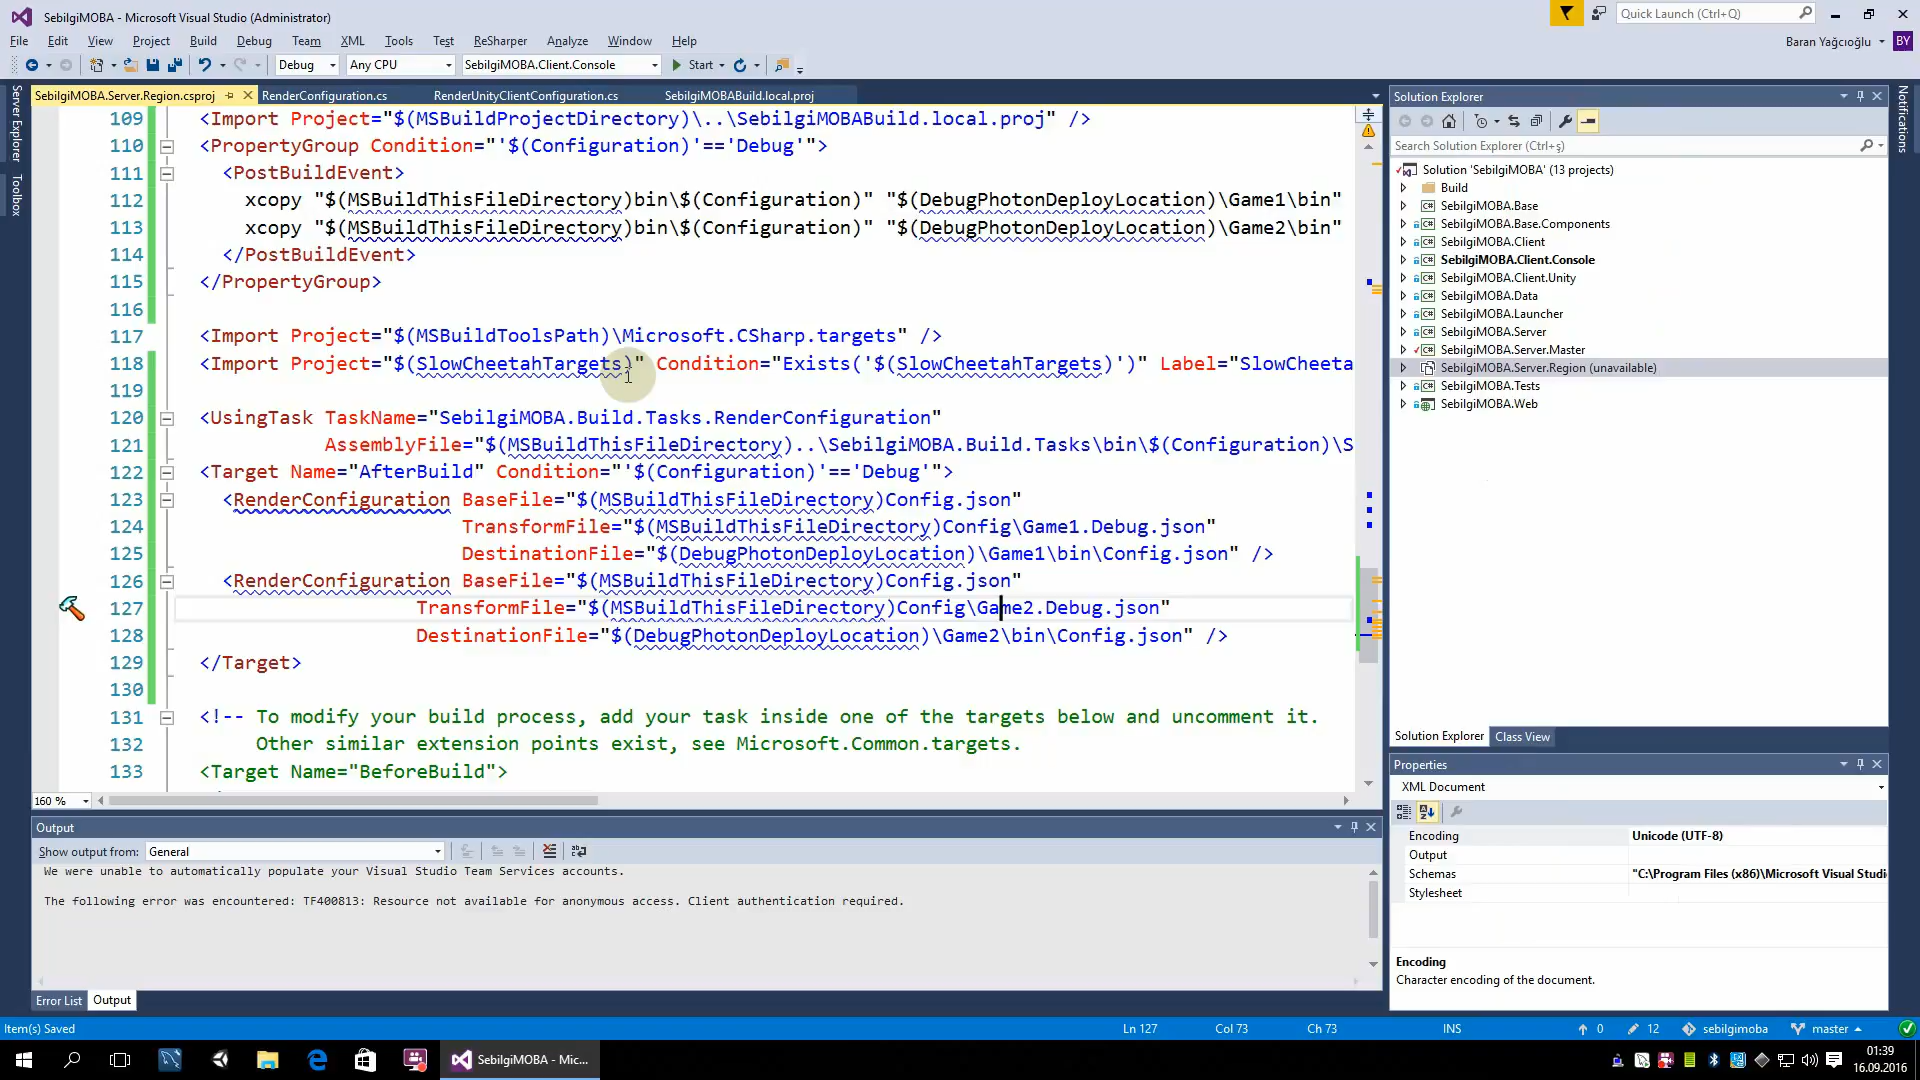 SebilgiMOBA - Microsoft Visual Studio (Administrator)
Quick Launch (Ctrl+Q)
File Edit View Project Build Debug Team XML Tools Test ReSharper Analyze Window Help
Baran Yağcıoğlu BY
Debug Any CPU SebilgiMOBA.Client.Console Start
SebilgiMOBA.Server.Region.csproj RenderConfiguration.cs RenderUnityClientConfiguration.cs SebilgiMOBABuild.local.proj
Server Explorer
Toolbox
109 <Import Project="$(MSBuildProjectDirectory)\..\SebilgiMOBABuild.local.proj" />
110 <PropertyGroup Condition="'$(Configuration)'=='Debug'">
111 <PostBuildEvent>
112 xcopy "$(MSBuildThisFileDirectory)bin\$(Configuration)" "$(DebugPhotonDeployLocation)\Game1\bin"
113 xcopy "$(MSBuildThisFileDirectory)bin\$(Configuration)" "$(DebugPhotonDeployLocation)\Game2\bin"
114 </PostBuildEvent>
115 </PropertyGroup>
116
117 <Import Project="$(MSBuildToolsPath)\Microsoft.CSharp.targets" />
118 <Import Project="$(SlowCheetahTargets)" Condition="Exists('$(SlowCheetahTargets)')" Label="SlowCheeta
119
120 <UsingTask TaskName="SebilgiMOBA.Build.Tasks.RenderConfiguration"
121 AssemblyFile="$(MSBuildThisFileDirectory)..\SebilgiMOBA.Build.Tasks\bin\$(Configuration)\S
122 <Target Name="AfterBuild" Condition="'$(Configuration)'=='Debug'">
123 <RenderConfiguration BaseFile="$(MSBuildThisFileDirectory)Config.json"
124 TransformFile="$(MSBuildThisFileDirectory)Config\Game1.Debug.json"
125 DestinationFile="$(DebugPhotonDeployLocation)\Game1\bin\Config.json" />
126 <RenderConfiguration BaseFile="$(MSBuildThisFileDirectory)Config.json"
127 TransformFile="$(MSBuildThisFileDirectory)Config\Game2.Debug.json"
128 DestinationFile="$(DebugPhotonDeployLocation)\Game2\bin\Config.json" />
129 </Target>
130
131 <!-- To modify your build process, add your task inside one of the targets below and uncomment it.
132 Other similar extension points exist, see Microsoft.Common.targets.
133 <Target Name="BeforeBuild">
160 %
Output
Show output from: General
We were unable to automatically populate your Visual Studio Team Services accounts.
The following error was encountered: TF400813: Resource not available for anonymous access. Client authentication required.
Error List Output
Solution Explorer
Search Solution Explorer (Ctrl+ş)
Solution 'SebilgiMOBA' (13 projects)
Build
SebilgiMOBA.Base
SebilgiMOBA.Base.Components
SebilgiMOBA.Client
SebilgiMOBA.Client.Console
SebilgiMOBA.Client.Unity
SebilgiMOBA.Data
SebilgiMOBA.Launcher
SebilgiMOBA.Server
SebilgiMOBA.Server.Master
SebilgiMOBA.Server.Region (unavailable)
SebilgiMOBA.Tests
SebilgiMOBA.Web
Solution Explorer Class View
Properties
XML Document
Encoding Unicode (UTF-8)
Output
Schemas "C:\Program Files (x86)\Microsoft Visual Studi
Stylesheet
Encoding
Character encoding of the document.
Notifications
Item(s) Saved Ln 127 Col 73 Ch 73 INS 0 12 sebilgimoba master
SebilgiMOBA - Mic...
01:39
16.09.2016